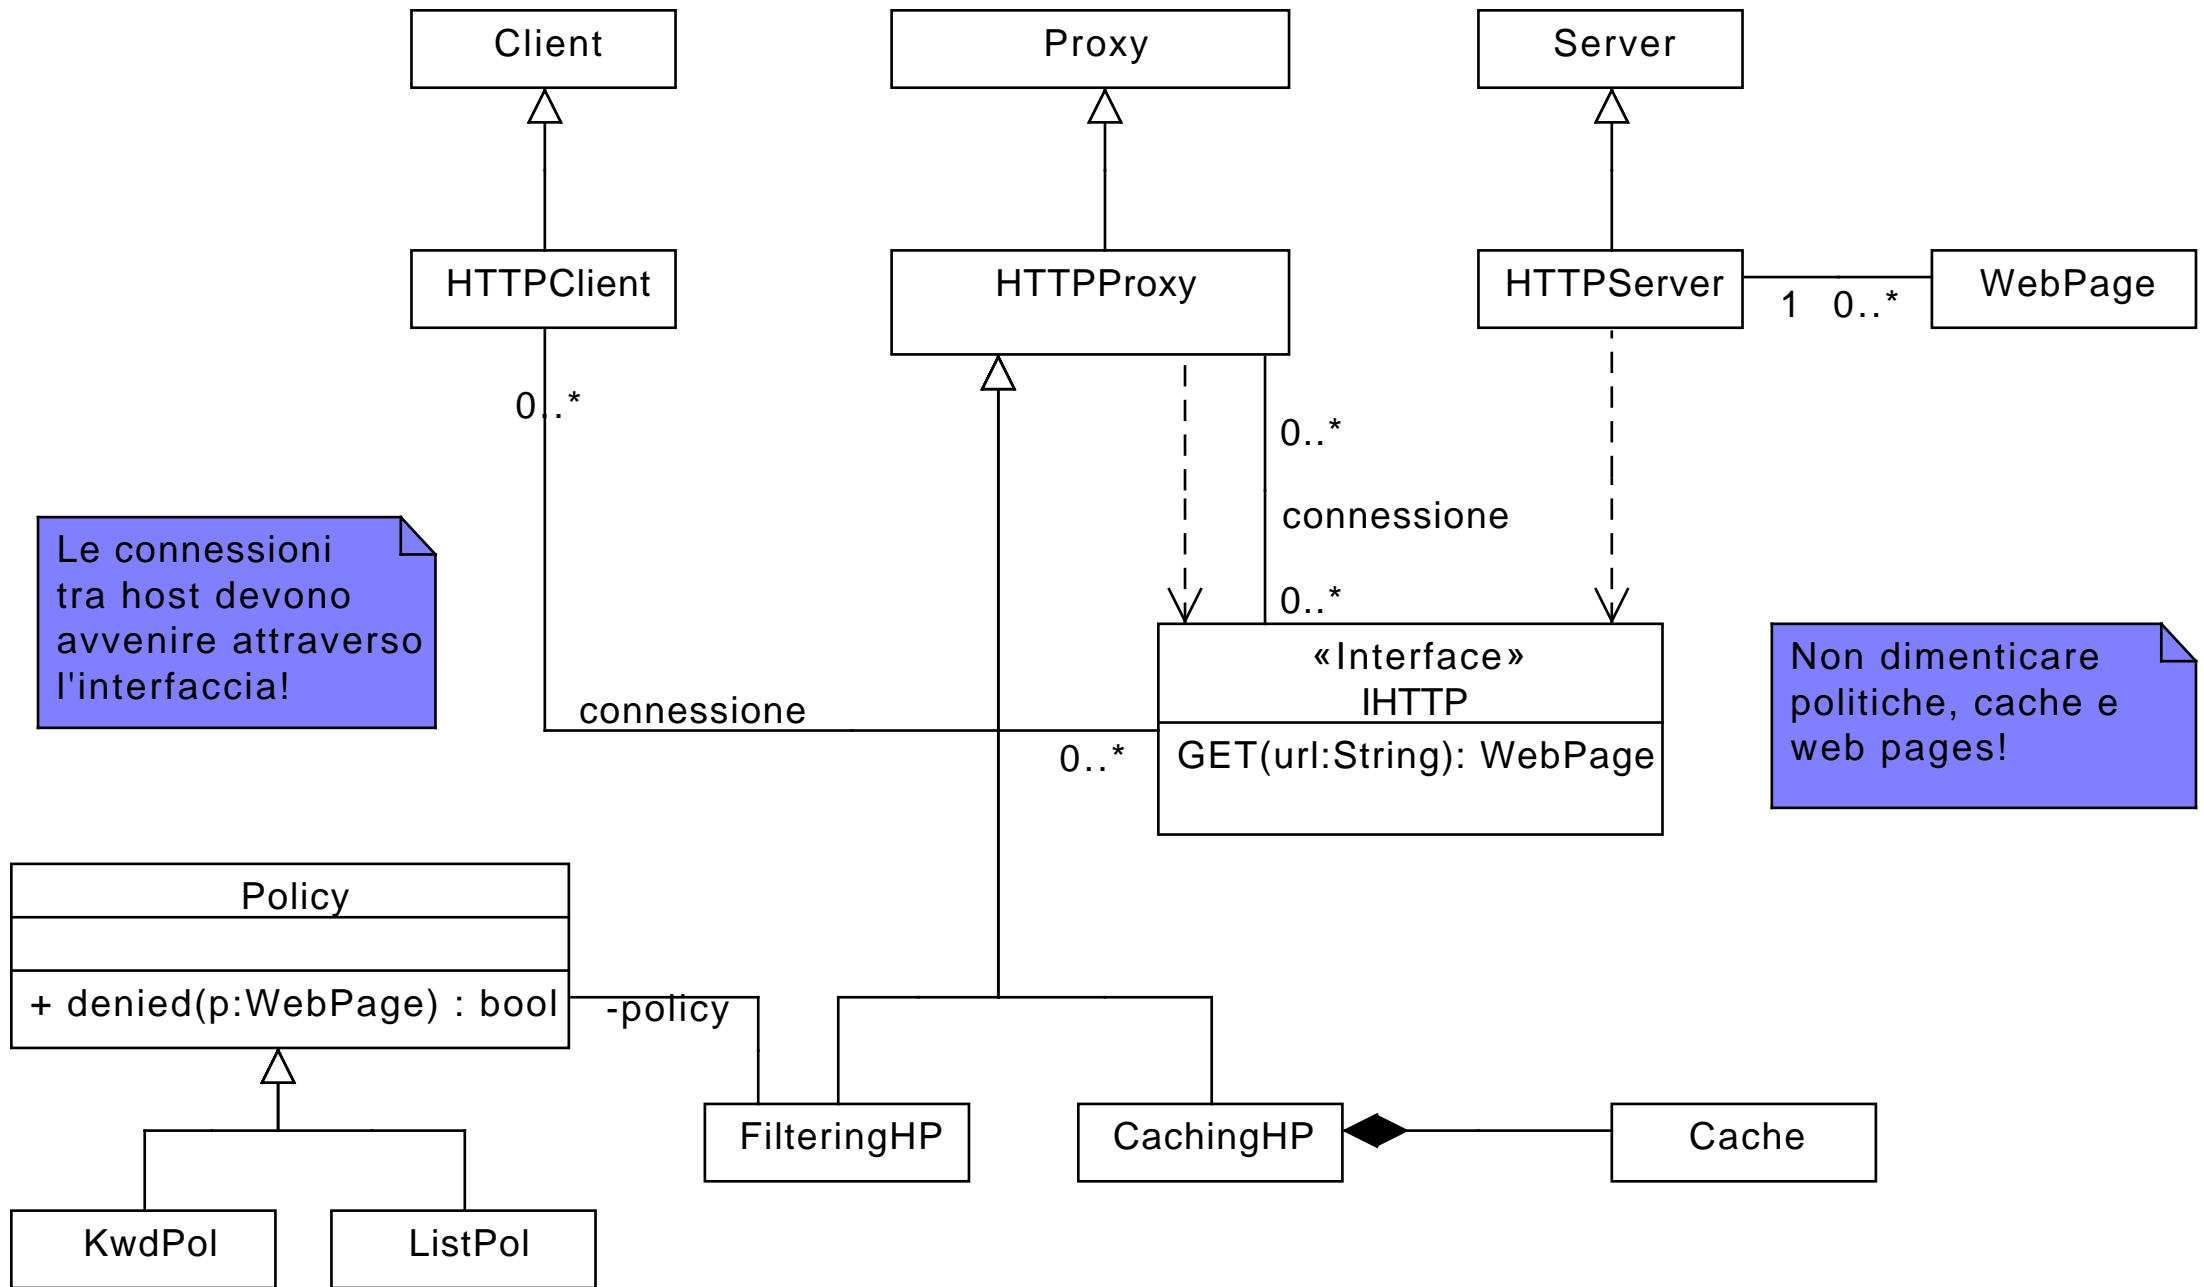 Client
Proxy
Server
HTTPClient
HTTPProxy
HTTPServer
1
0..*
WebPage
0..*
0..*
connessione
0..*
Le connessioni
tra host devono
avvenire attraverso
l'interfaccia!
«Interface»
IHTTP
GET(url:String): WebPage
Non dimenticare
politiche, cache e
web pages!
connessione
0..*
Policy
+ denied(p:WebPage) : bool
-policy
FilteringHP
CachingHP
Cache
KwdPol
ListPol